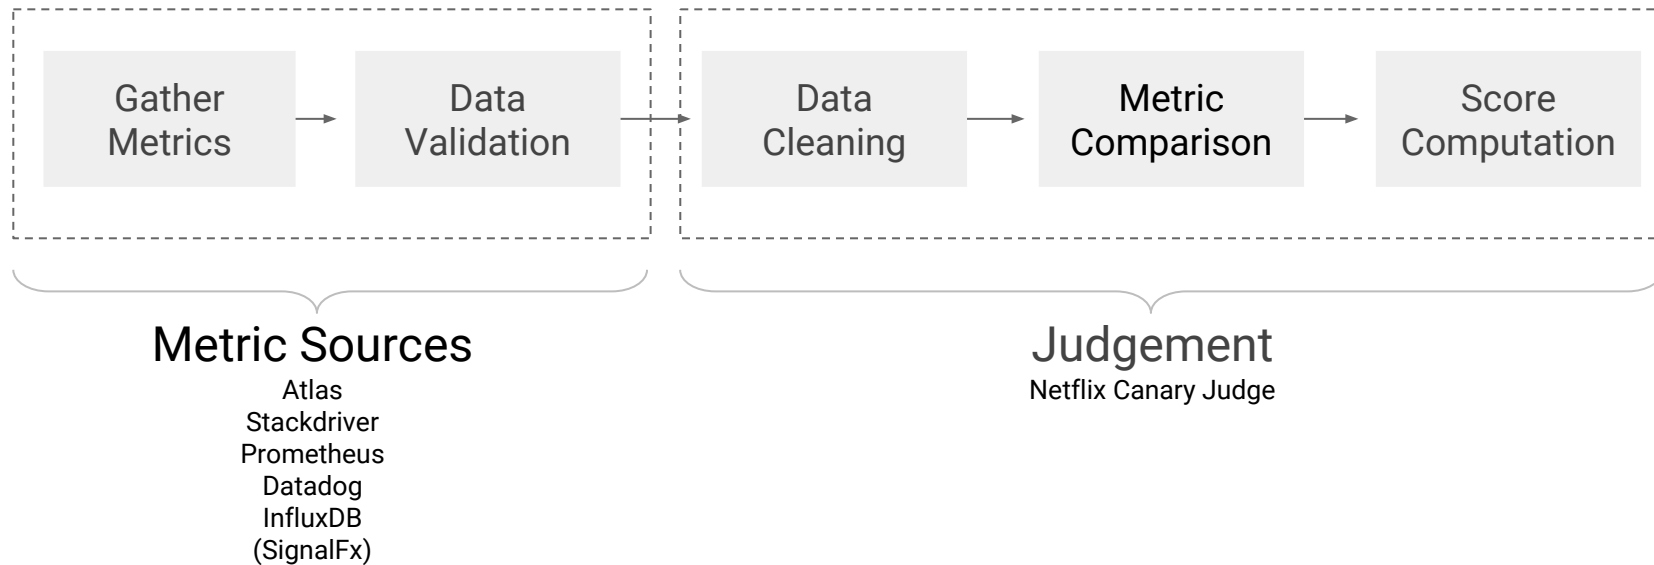 Gather
Metrics
Data
Validation
Data
Cleaning
Metric
Comparison
Score
Computation
Metric Sources
Atlas
Stackdriver
Prometheus
Datadog
InfluxDB
(SignalFx)
Judgement
Netflix Canary Judge